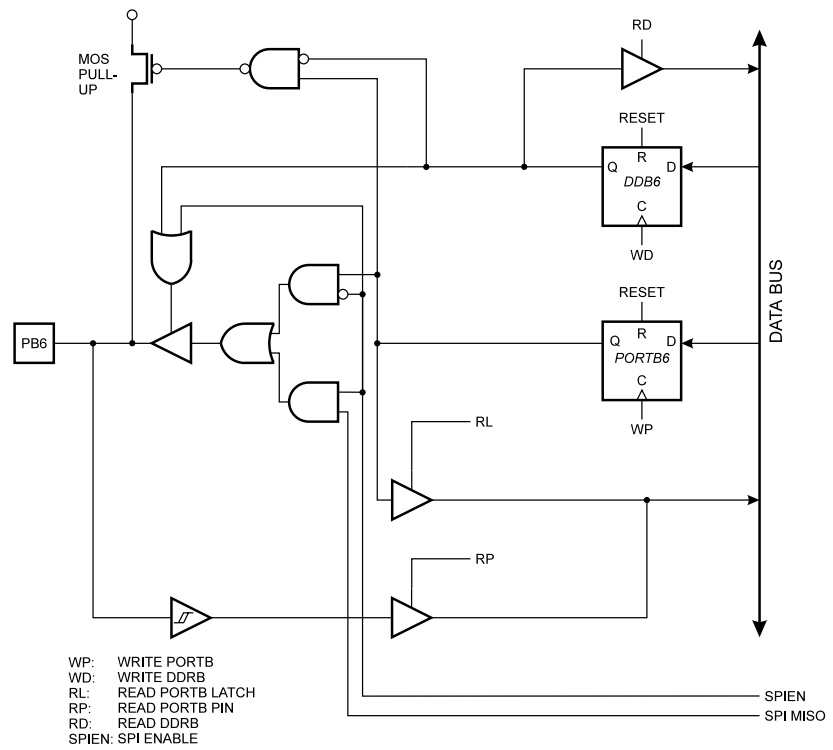 RD
MOS
PULL-
UP
RESET
R
Q
D
DDB6
C
WD
DATA BUS
RESET
R
Q
D
PB6
PORTB6
C
WP
RL
RP
WP: WRITE PORTB
WD: WRITE DDRB
RL: READ PORTB LATCH
RP: READ PORTB PIN
RD: READ DDRB
SPIEN: SPI ENABLE
SPIEN
SPI MISO